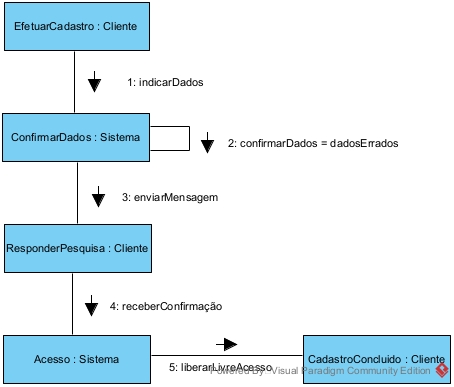 EfetuarCadastro : Cliente
1: indicarDados
ConfirmarDados : Sistema
2: confirmarDados = dadosErrados
3: enviarMensagem
ResponderPesquisa : Cliente
4: receberConfirmação
Acesso : Sistema
5: liberarLivreAcesso
CadastroConcluido : Cliente
Powered By Visual Paradigm Community Edition